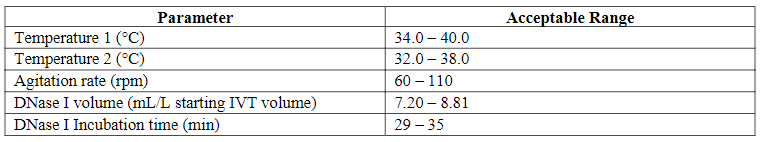 Parameter Acceptable Range
Temperature 1 (°C) 34.0 – 40.0
Temperature 2 (°C) 32.0 – 38.0
Agitation rate (rpm) 60 – 110
DNase I volume (mL/L starting IVT volume) 7.20 – 8.81
DNase I Incubation time (min) 29 – 35